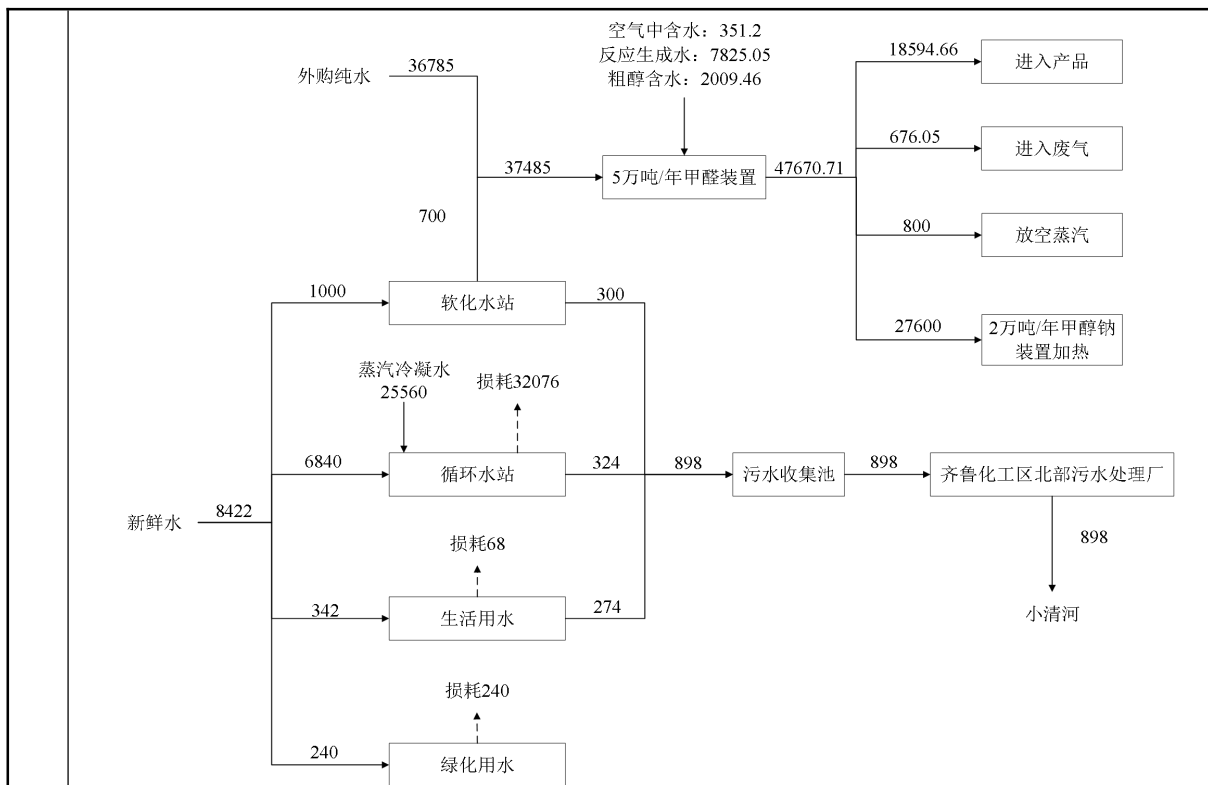 空气中含水：351.2
反应生成水：7825.05
粗醇含水：2009.46
外购纯水
36785
18594.66
进入产品
676.05
进入废气
37485
5万吨/年甲醛装置
47670.71
700
800
放空蒸汽
1000
软化水站
300
27600
2万吨/年甲醇钠
装置加热
蒸汽冷凝水
25560
损耗32076
6840
循环水站
324
898
污水收集池
898
齐鲁化工区北部污水处理厂
新鲜水
8422
898
损耗68
342
生活用水
274
小清河
损耗240
240
绿化用水